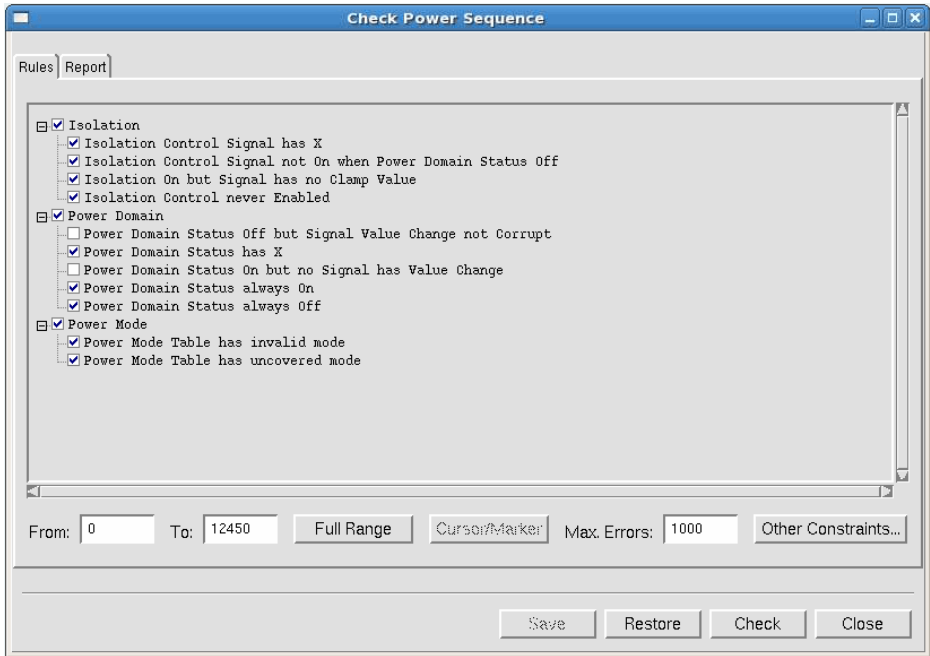 Check Power Sequence
Rules Report
Isolation
Isolation Control Signal has X
Isolation Control Signal not On when Power Domain Status Off
Isolation On but Signal has no Clamp Value
Isolation Control never Enabled
Power Domain
Power Domain Status Off but Signal Value Change not Corrupt
Power Domain Status has X
Power Domain Status On but no Signal has Value Change
Power Domain Status always On
Power Domain Status always Off
Power Mode
Power Mode Table has invalid mode
Power Mode Table has uncovered mode
From: 0 To: 12450 Full Range Cursor/Marker Max. Errors: 1000 Other Constraints...
Save Restore Check Close